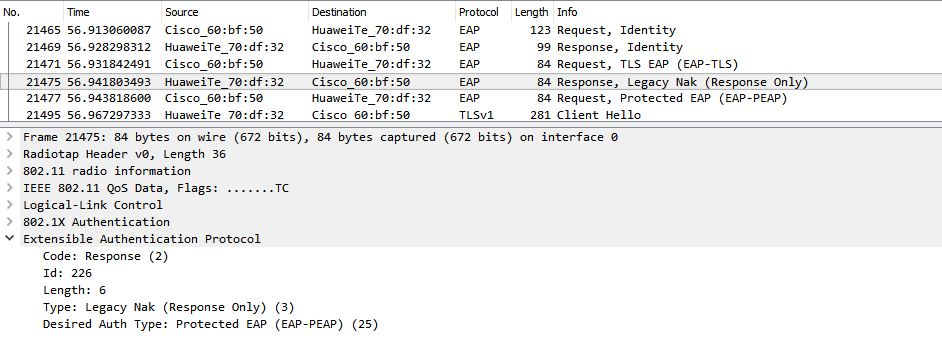 No. Time Source Destination Protocol Length Info
21465 56.913060087 Cisco_60:bf:50 HuaweiTe_70:df:32 EAP 123 Request, Identity
21469 56.928298312 HuaweiTe_70:df:32 Cisco_60:bf:50 EAP 99 Response, Identity
21471 56.931842491 Cisco_60:bf:50 HuaweiTe_70:df:32 EAP 84 Request, TLS EAP (EAP-TLS)
21475 56.941803493 HuaweiTe_70:df:32 Cisco_60:bf:50 EAP 84 Response, Legacy Nak (Response Only)
21477 56.943818600 Cisco_60:bf:50 HuaweiTe_70:df:32 EAP 84 Request, Protected EAP (EAP-PEAP)
21495 56.967297333 HuaweiTe_70:df:32 Cisco_60:bf:50 TLSv1 281 Client Hello
Frame 21475: 84 bytes on wire (672 bits), 84 bytes captured (672 bits) on interface 0
Radiotap Header v0, Length 36
802.11 radio information
IEEE 802.11 QoS Data, Flags: .......TC
Logical-Link Control
802.1X Authentication
Extensible Authentication Protocol
Code: Response (2)
Id: 226
Length: 6
Type: Legacy Nak (Response Only) (3)
Desired Auth Type: Protected EAP (EAP-PEAP) (25)